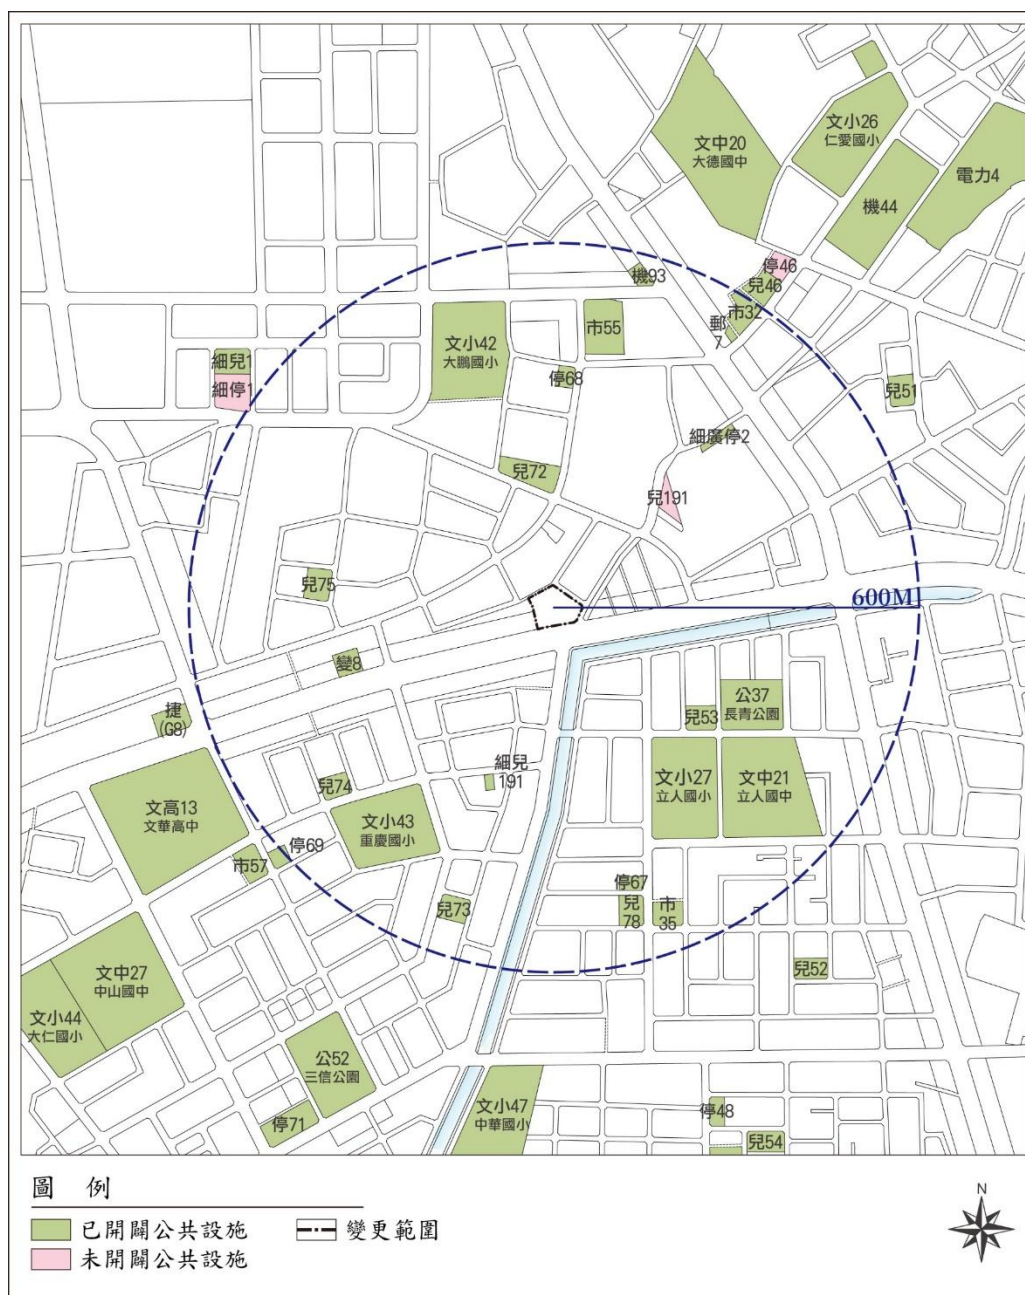 文中20
大德國中
文小26
仁愛國小
電力4
機44
停46
機93
兒46
市32
郵
7
市55
文小42
大鵬國小
細兒1
細停1
停68
兒51
細廣停2
兒72
兒191
兒75
600M
變8
公37
長青公園
兒53
捷
(G8)
細兒
191
文小27
立人國小
文中21
立人國中
兒74
文高13
文華高中
文小43
重慶國小
停69
市57
停67
兒
78
市
35
兒73
兒52
文中27
中山國中
文小44
大仁國小
公52
三信公園
停71
文小47
中華國小
停48
兒54
圖 例
已開闢公共設施
變更範圍
未開闢公共設施
N